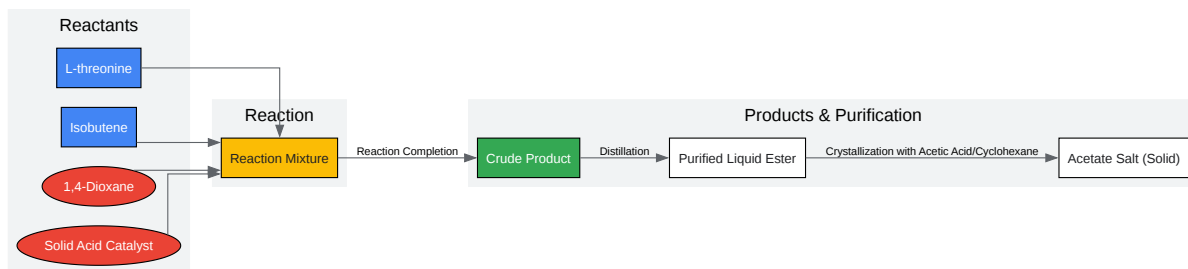 Reactants
L-threonine
Isobutene
1,4-Dioxane
Solid Acid Catalyst
Reaction
Reaction Mixture
Reaction Completion
Products & Purification
Crude Product
Distillation
Purified Liquid Ester
Crystallization with Acetic Acid/Cyclohexane
Acetate Salt (Solid)